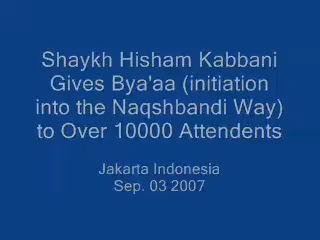 Shaykh Hisham Kabbani
Gives Bya'aa (initiation
into the Naqshbandi Way)
to Over 10000 Attendents
Jakarta Indonesia
Sep. 03 2007